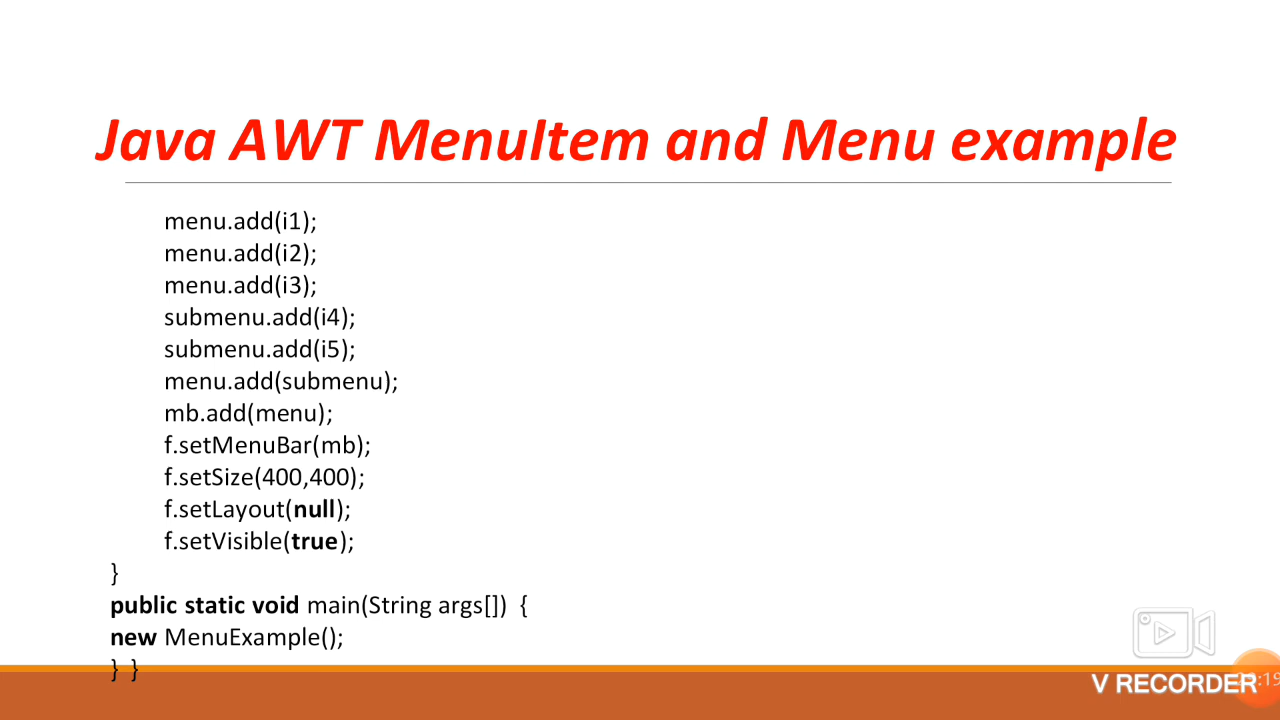 Java AWT MenuItem and Menu example
menu.add(i1);
menu.add(i2);
menu.add(i3);
submenu.add(i4);
submenu.add(i5);
menu.add(submenu);
mb.add(menu);
f.setMenuBar(mb);
f.setSize(400,400);
f.setLayout(null);
f.setVisible(true);
}
public static void main(String args[]) {
new MenuExample();
} }
V RECORDER